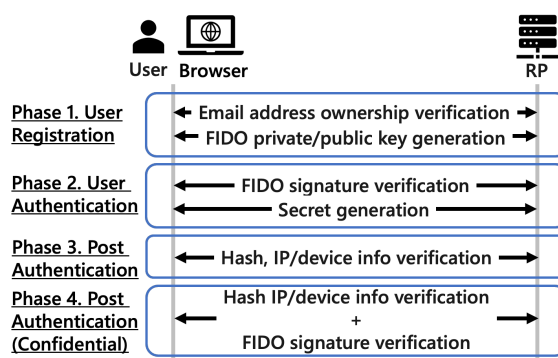 User Browser RP
Phase 1. User
Registration
Email address ownership verification
FIDO private/public key generation
Phase 2. User
Authentication
FIDO signature verification
Secret generation
Phase 3. Post
Authentication
Hash, IP/device info verification
Phase 4. Post
Authentication
(Confidential)
Hash IP/device info verification
+
FIDO signature verification